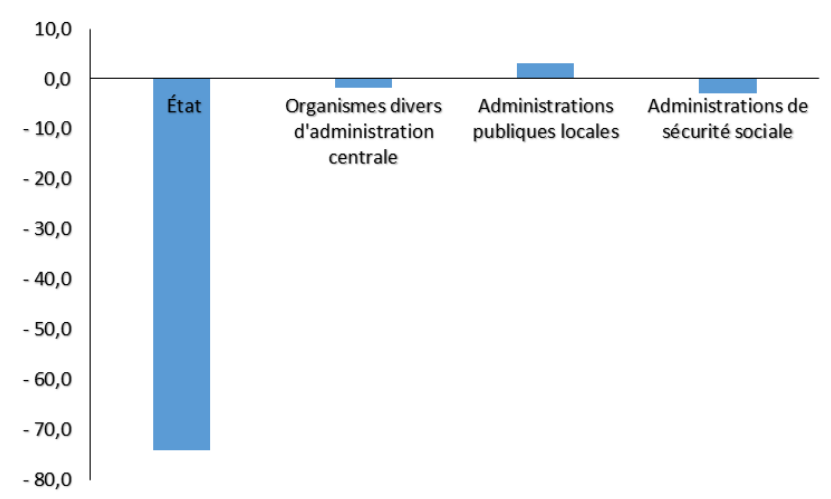 10,0
0,0
- 10,0
- 20,0
- 30,0
- 40,0
- 50,0
- 60,0
- 70,0
- 80,0
État
Organismes divers
d'administration
centrale
Administrations
publiques locales
Administrations de
sécurité sociale